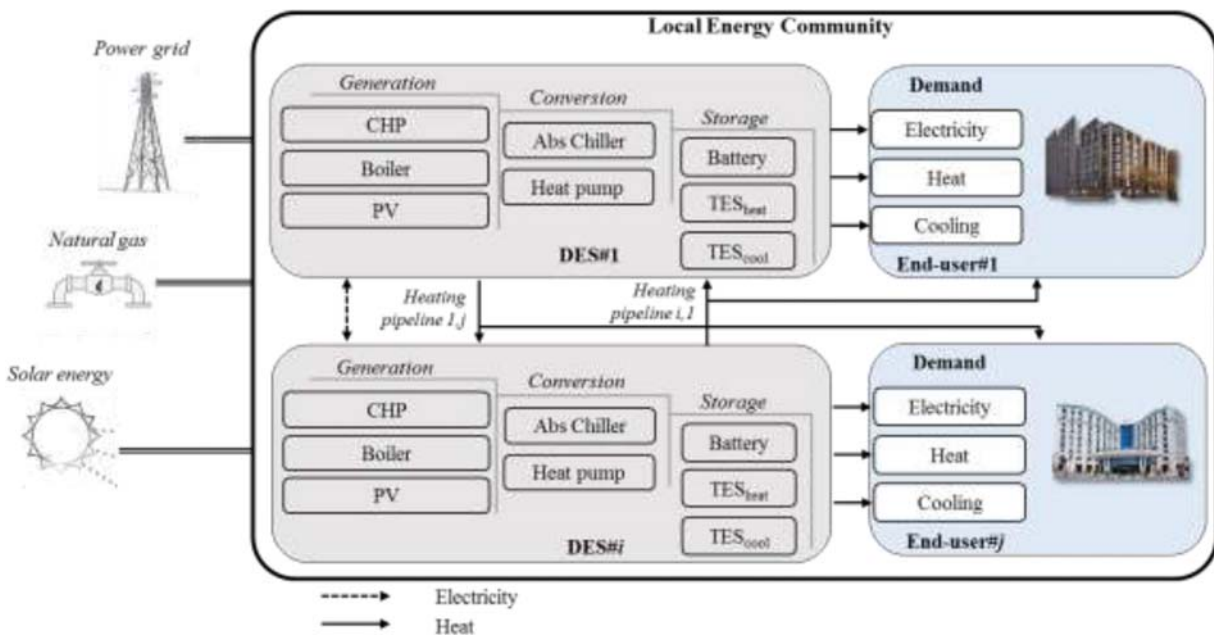 Local Energy Community
Power grid
Natural gas
Solar energy
Generation
CHP
Boiler
PV
Conversion
Abs Chiller
Heat pump
Storage
Battery
TESheat
TEScool
DES#1
Demand
Electricity
Heat
Cooling
End-user#1
Heating
pipeline 1,j
Heating
pipeline i,1
Generation
CHP
Boiler
PV
Conversion
Abs Chiller
Heat pump
Storage
Battery
TESheat
TEScool
DES#i
Demand
Electricity
Heat
Cooling
End-user#j
Electricity
Heat